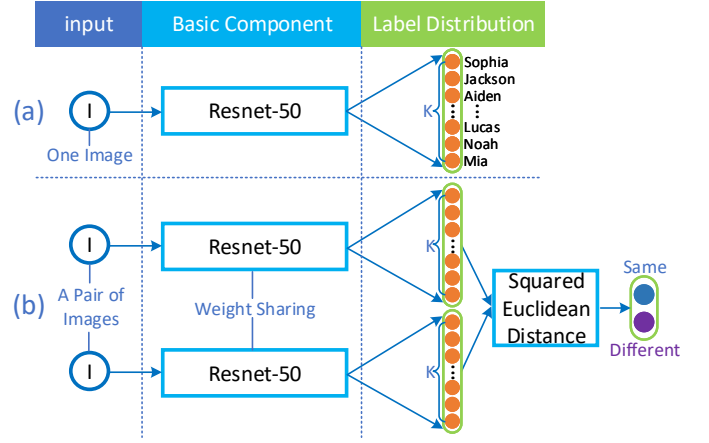 input
Basic Component
Label Distribution
(a)
I
One Image
Resnet-50
K
Sophia
Jackson
Aiden
Lucas
Noah
Mia
(b)
I
A Pair of
Images
I
Resnet-50
Weight Sharing
Resnet-50
K
K
Squared
Euclidean
Distance
Same
Different